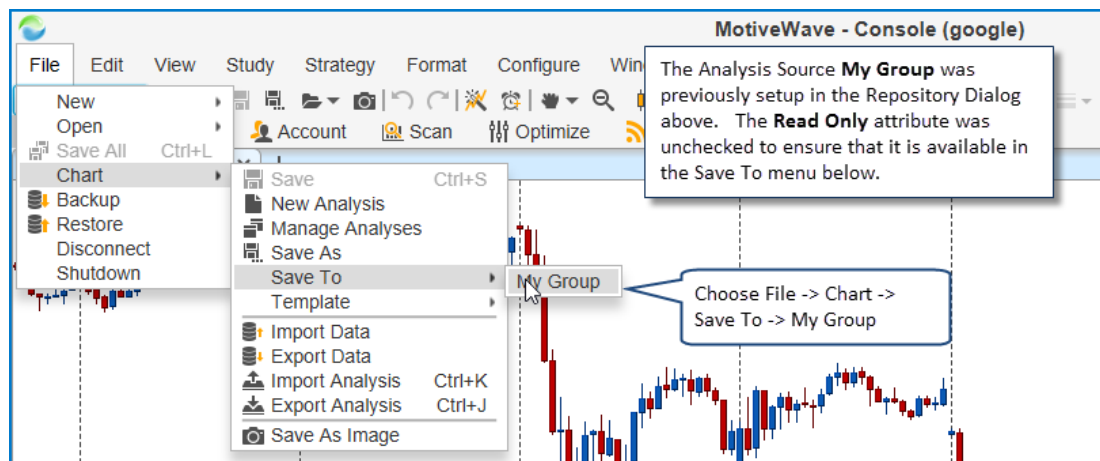 MotiveWave - Console (google)
File Edit View Study Strategy Format Configure
The Analysis Source My Group was
previously setup in the Repository Dialog
above. The Read Only attribute was
unchecked to ensure that it is available in
the Save To menu below.
New
Open
Save All Ctrl+L
Chart
Backup
Restore
Disconnect
Shutdown
Account Scan Optimize
Save Ctrl+S
New Analysis
Manage Analyses
Save As
Save To
Template
Import Data
Export Data
Import Analysis Ctrl+K
Export Analysis Ctrl+J
Save As Image
My Group
Choose File -> Chart ->
Save To -> My Group